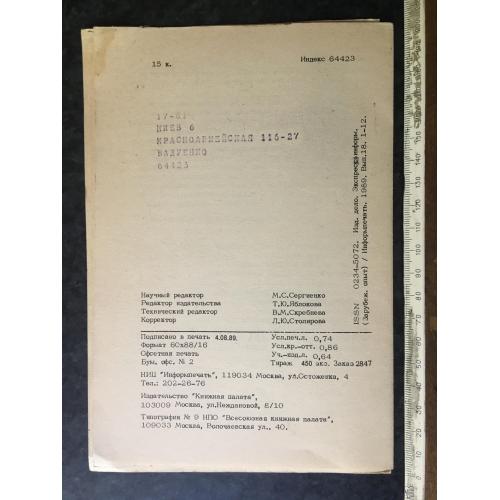 15 к.
Индекс 64423
17-81
КИЕВ 6
КРАСНОАРМЕЙСКАЯ 116-27
64423
ISSN 0234-5072. Изд. дело. Экспресс-информ.
(Зарубеж. опыт) / Информпечать. 1989. Вып.18. 1-12.
Научный редактор М.С.Сергиенко
Редактор издательства Т.Ю.Яблокова
Технический редактор В.М.Скребнева
Корректор Л.Ю.Столярова
Подписано в печать 4.08.89. Усл.печ.л. 0,74
Формат 60х88/16 Усл.кр.-отт. 0,86
Офсетная печать Уч.-изд.л. 0,64
Бум. офс. № 2 Тираж 450 экз. Заказ 2847
НИЦ "Информпечать", 119034 Москва, ул.Остоженка, 4
Тел.: 202-26-76
Издательство "Книжная палата",
103009 Москва, ул.Неждановой, 8/10
Типография № 9 НПО "Всесоюзная книжная палата",
109033 Москва, Волочаевская ул., 40.